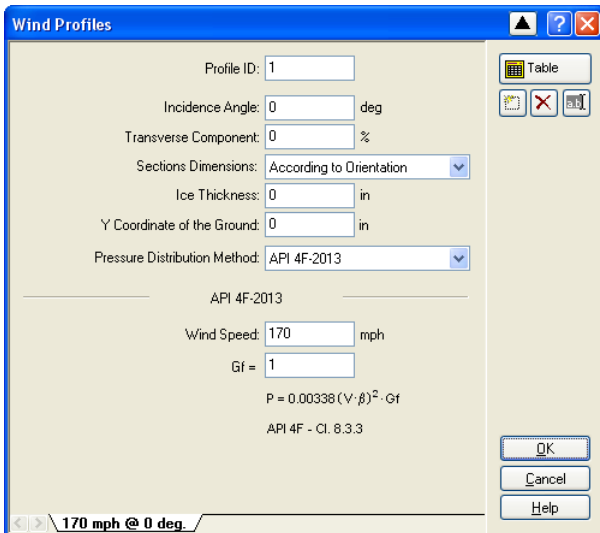 Wind Profiles
Profile ID: 1
Table
Incidence Angle: 0 deg
Transverse Component: 0 %
Sections Dimensions: According to Orientation
Ice Thickness: 0 in
Y Coordinate of the Ground: 0 in
Pressure Distribution Method: API 4F-2013
API 4F-2013
Wind Speed: 170 mph
Gf = 1
P = 0.00338 (V·β)² · Gf
API 4F - Cl. 8.3.3
OK
Cancel
Help
170 mph @ 0 deg.